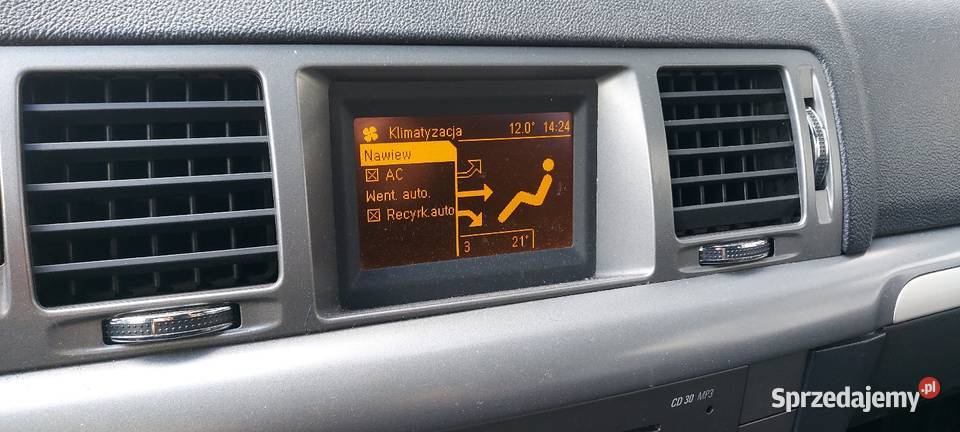 Klimatyzacja 12.0° 14:24
Nawiew
AC
Went. auto.
Recyrk.auto
3 21°
CD 30 MP3
Sprzedajemy .pl